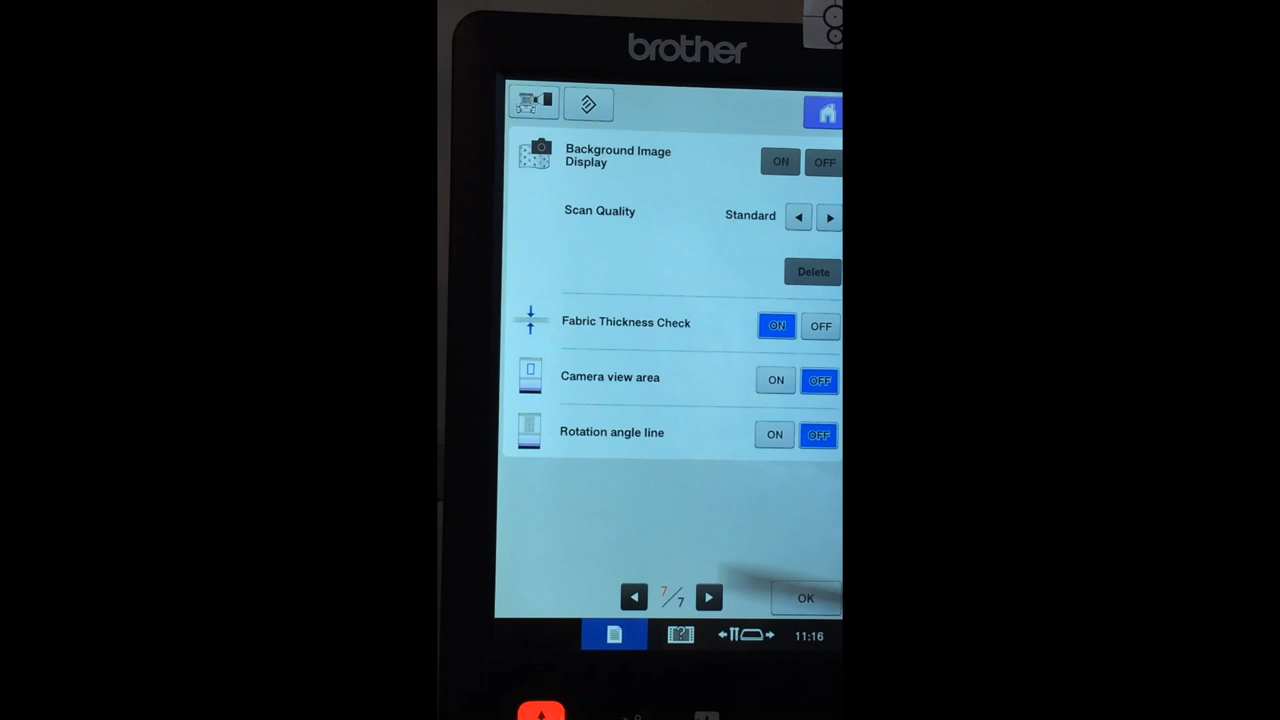 brother
Background Image
Display
ON OFF
Scan Quality Standard
Delete
Fabric Thickness Check ON OFF
Camera view area ON OFF
Rotation angle line ON OFF
7/7
OK
? 11:16